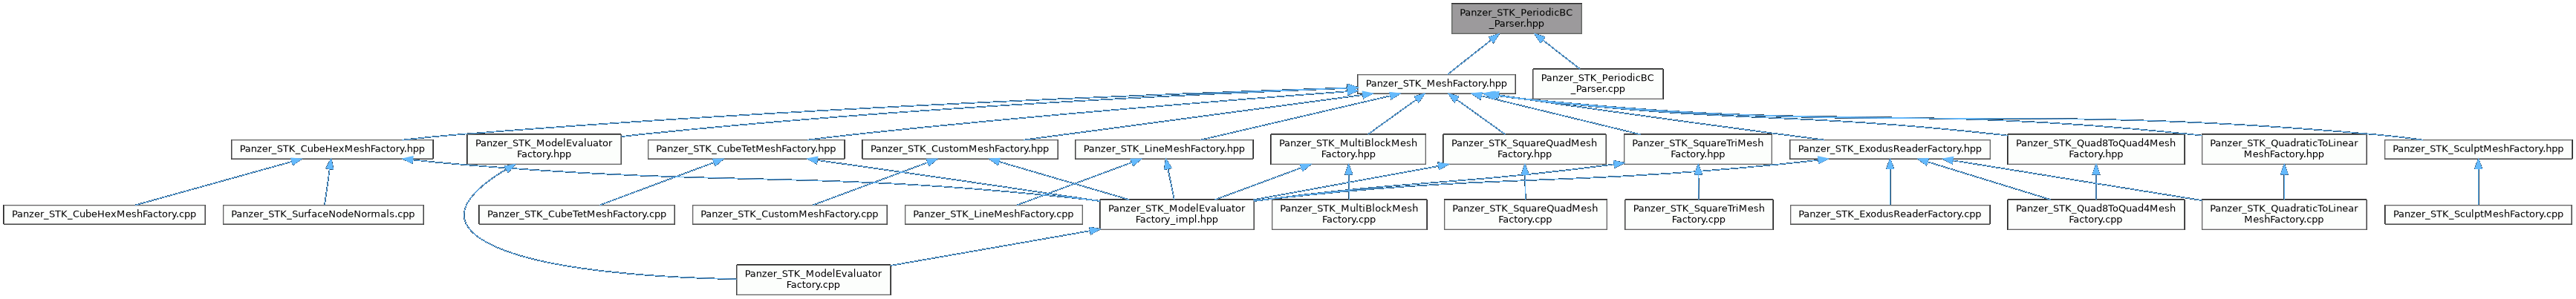 Panzer_STK_PeriodicBC
_Parser.hpp
Panzer_STK_MeshFactory.hpp
Panzer_STK_PeriodicBC
_Parser.cpp
Panzer_STK_CubeHexMeshFactory.hpp
Panzer_STK_ModelEvaluator
Factory.hpp
Panzer_STK_CubeTetMeshFactory.hpp
Panzer_STK_CustomMeshFactory.hpp
Panzer_STK_LineMeshFactory.hpp
Panzer_STK_MultiBlockMesh
Factory.hpp
Panzer_STK_SquareQuadMesh
Factory.hpp
Panzer_STK_SquareTriMesh
Factory.hpp
Panzer_STK_ExodusReaderFactory.hpp
Panzer_STK_Quad8ToQuad4Mesh
Factory.hpp
Panzer_STK_QuadraticToLinear
MeshFactory.hpp
Panzer_STK_SculptMeshFactory.hpp
Panzer_STK_CubeHexMeshFactory.cpp
Panzer_STK_SurfaceNodeNormals.cpp
Panzer_STK_CubeTetMeshFactory.cpp
Panzer_STK_CustomMeshFactory.cpp
Panzer_STK_LineMeshFactory.cpp
Panzer_STK_ModelEvaluator
Factory_impl.hpp
Panzer_STK_MultiBlockMesh
Factory.cpp
Panzer_STK_SquareQuadMesh
Factory.cpp
Panzer_STK_SquareTriMesh
Factory.cpp
Panzer_STK_ExodusReaderFactory.cpp
Panzer_STK_Quad8ToQuad4Mesh
Factory.cpp
Panzer_STK_QuadraticToLinear
MeshFactory.cpp
Panzer_STK_SculptMeshFactory.cpp
Panzer_STK_ModelEvaluator
Factory.cpp